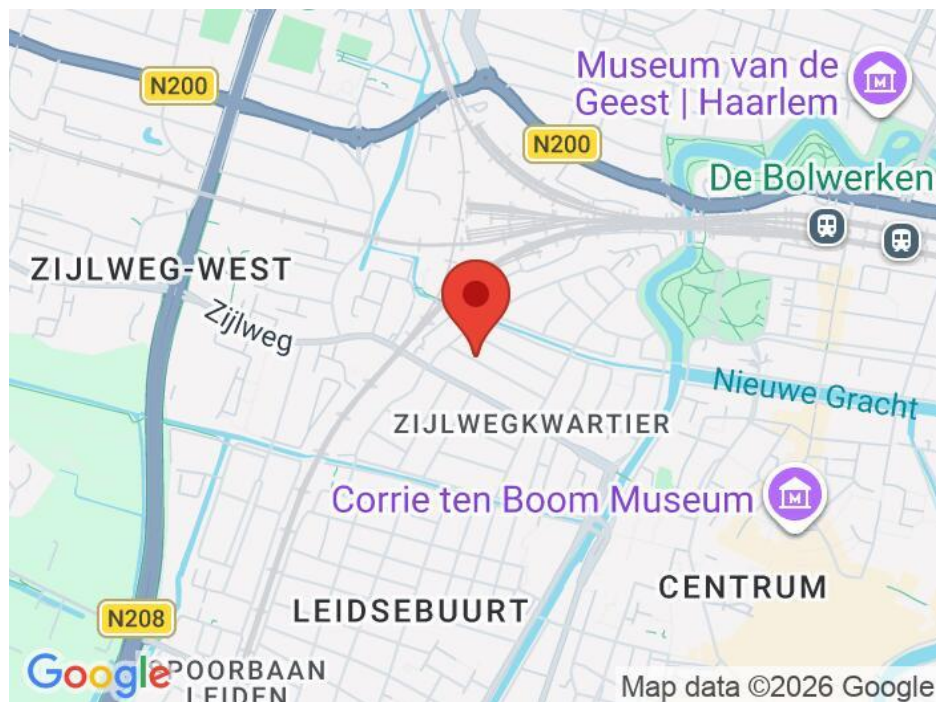 N200
Museum van de
Geest | Haarlem
N200
De Bolwerken
ZIJLWEG-WEST
Zijlweg
Nieuwe Gracht
ZIJLWEGKWARTIER
Corrie ten Boom Museum
CENTRUM
LEIDSEBUURT
N208
Google
POORBAAN
LEIDEN
Map data ©2026 Google